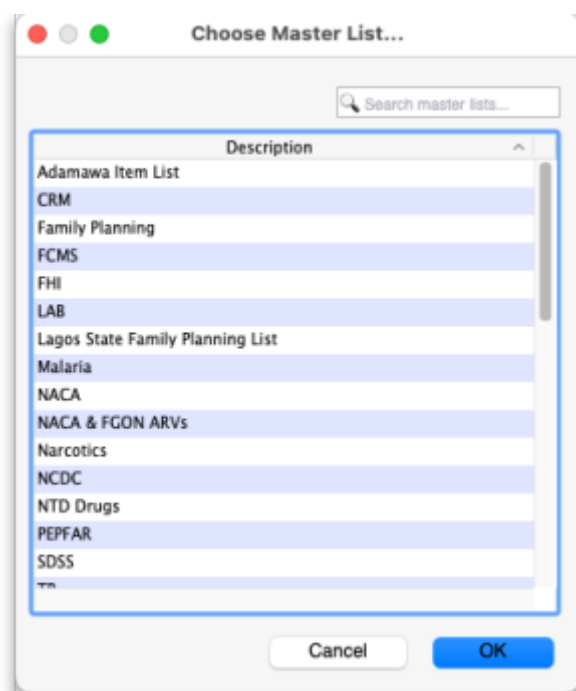 Choose Master List...
Search master lists...
Description
Adamawa Item List
CRM
Family Planning
FCMS
FHI
LAB
Lagos State Family Planning List
Malaria
NACA
NACA & FGON ARVs
Narcotics
NCDC
NTD Drugs
PEPFAR
SDSS
Cancel
OK